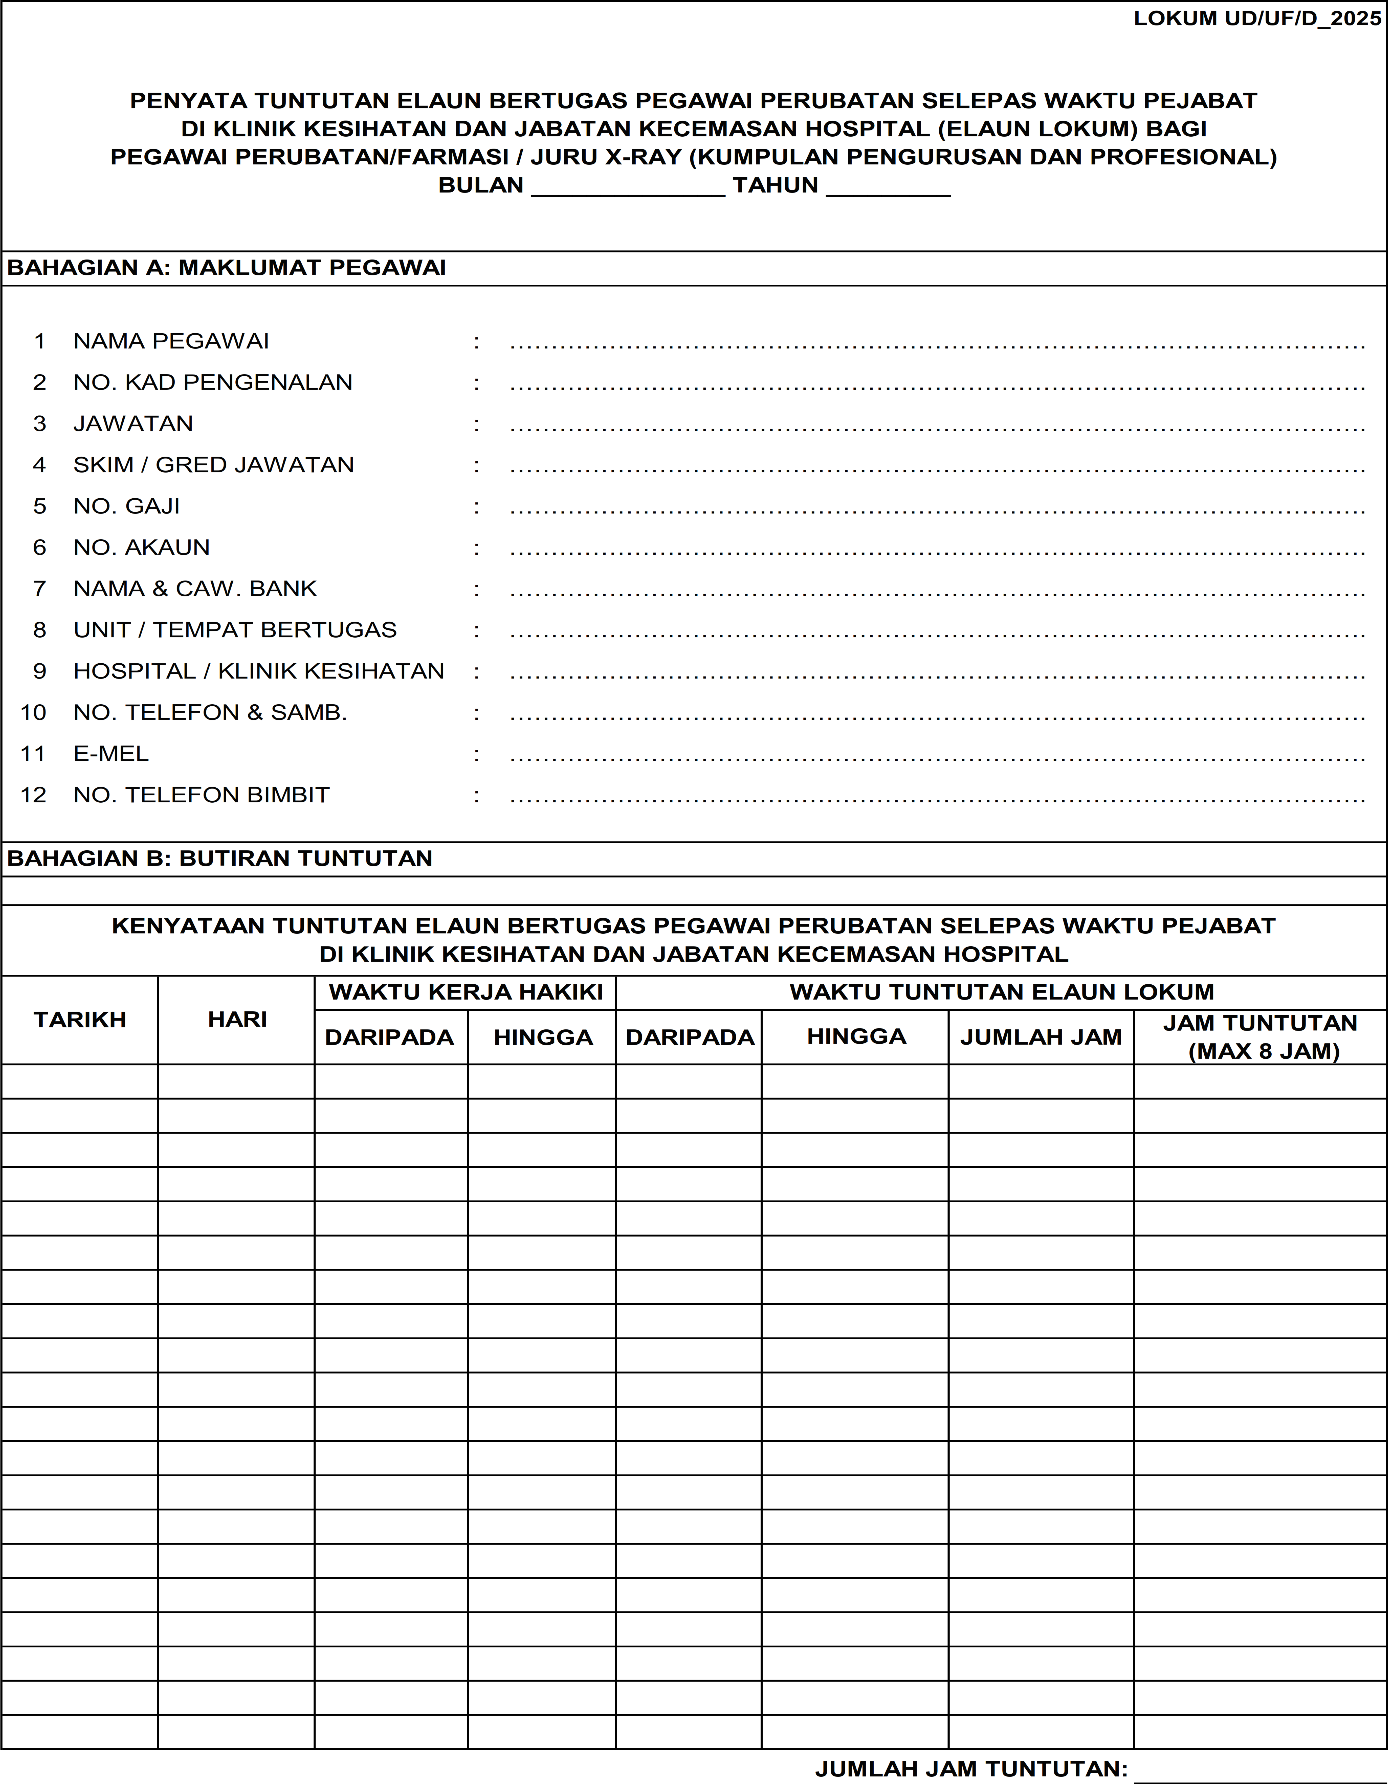 LOKUM UD/UF/D_2025
PENYATA TUNTUTAN ELAUN BERTUGAS PEGAWAI PERUBATAN SELEPAS WAKTU PEJABAT
DI KLINIK KESIHATAN DAN JABATAN KECEMASAN HOSPITAL (ELAUN LOKUM) BAGI
PEGAWAI PERUBATAN/FARMASI / JURU X-RAY (KUMPULAN PENGURUSAN DAN PROFESIONAL)
BULAN ______________ TAHUN _________
BAHAGIAN A: MAKLUMAT PEGAWAI
1 NAMA PEGAWAI :
2 NO. KAD PENGENALAN :
3 JAWATAN :
4 SKIM / GRED JAWATAN :
5 NO. GAJI :
6 NO. AKAUN :
7 NAMA & CAW. BANK :
8 UNIT / TEMPAT BERTUGAS :
9 HOSPITAL / KLINIK KESIHATAN :
10 NO. TELEFON & SAMB. :
11 E-MEL :
12 NO. TELEFON BIMBIT :
BAHAGIAN B: BUTIRAN TUNTUTAN
KENYATAAN TUNTUTAN ELAUN BERTUGAS PEGAWAI PERUBATAN SELEPAS WAKTU PEJABAT
DI KLINIK KESIHATAN DAN JABATAN KECEMASAN HOSPITAL
TARIKH HARI WAKTU KERJA HAKIKI WAKTU TUNTUTAN ELAUN LOKUM
DARIPADA HINGGA DARIPADA HINGGA JUMLAH JAM JAM TUNTUTAN
(MAX 8 JAM)
JUMLAH JAM TUNTUTAN: